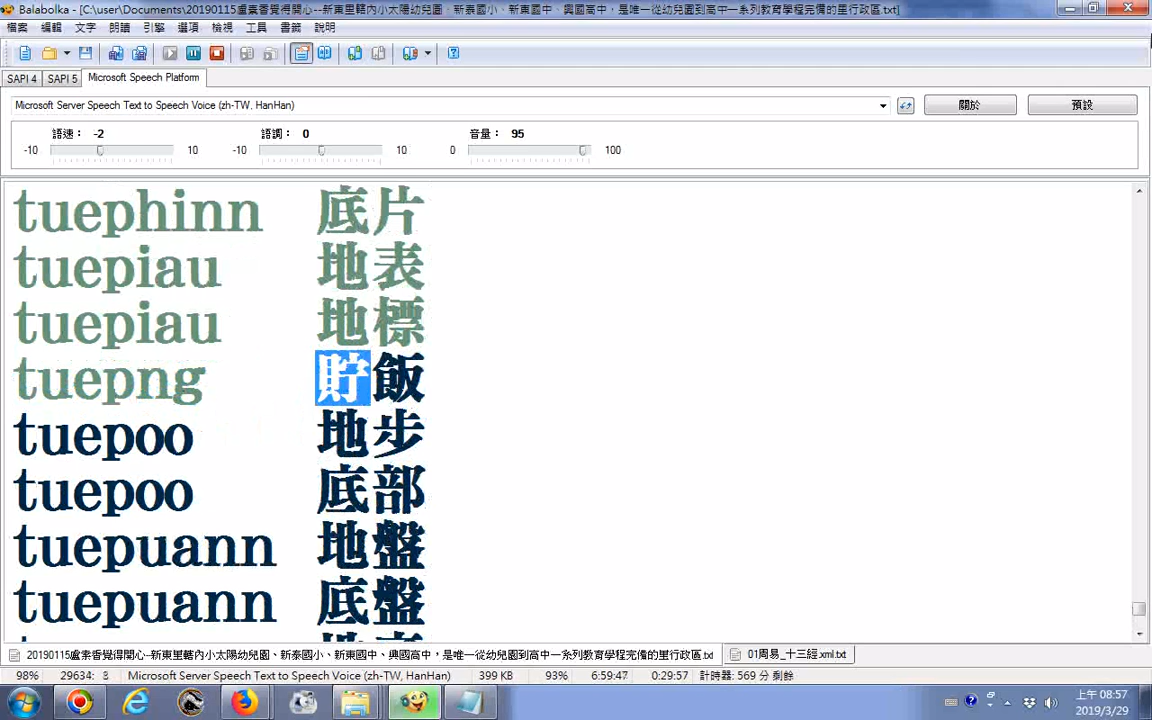 Balabolka - [C:\user\Documents\20190115盧素香覺得開心--新東里轄內小太陽幼兒園、新泰國小、新東國中、興國高中，是唯一從幼兒園到高中一系列教育學程完備的里行政區.txt]
檔案 編輯 文字 朗讀 引擎 選項 檢視 工具 書籤 說明
SAPI 4 SAPI 5 Microsoft Speech Platform
Microsoft Server Speech Text to Speech Voice (zh-TW, HanHan) 關於 預設
語速： -2 語調： 0 音量： 95
-10 10 -10 10 0 100
tuephinn 底片
tuepiau 地表
tuepiau 地標
tuepng 貯飯
tuepoo 地步
tuepoo 底部
tuepuann 地盤
tuepuann 底盤
20190115盧素香覺得開心--新東里轄內小太陽幼兒園、新泰國小、新東國中、興國高中，是唯一從幼兒園到高中一系列教育學程完備的里行政區.txt 01周易_十三經.txt
98% 29634: 8 Microsoft Server Speech Text to Speech Voice (zh-TW, HanHan) 399 KB 93% 6:59:47 0:29:57 計時器: 569 分 剩餘
上午 08:57
2019/3/29